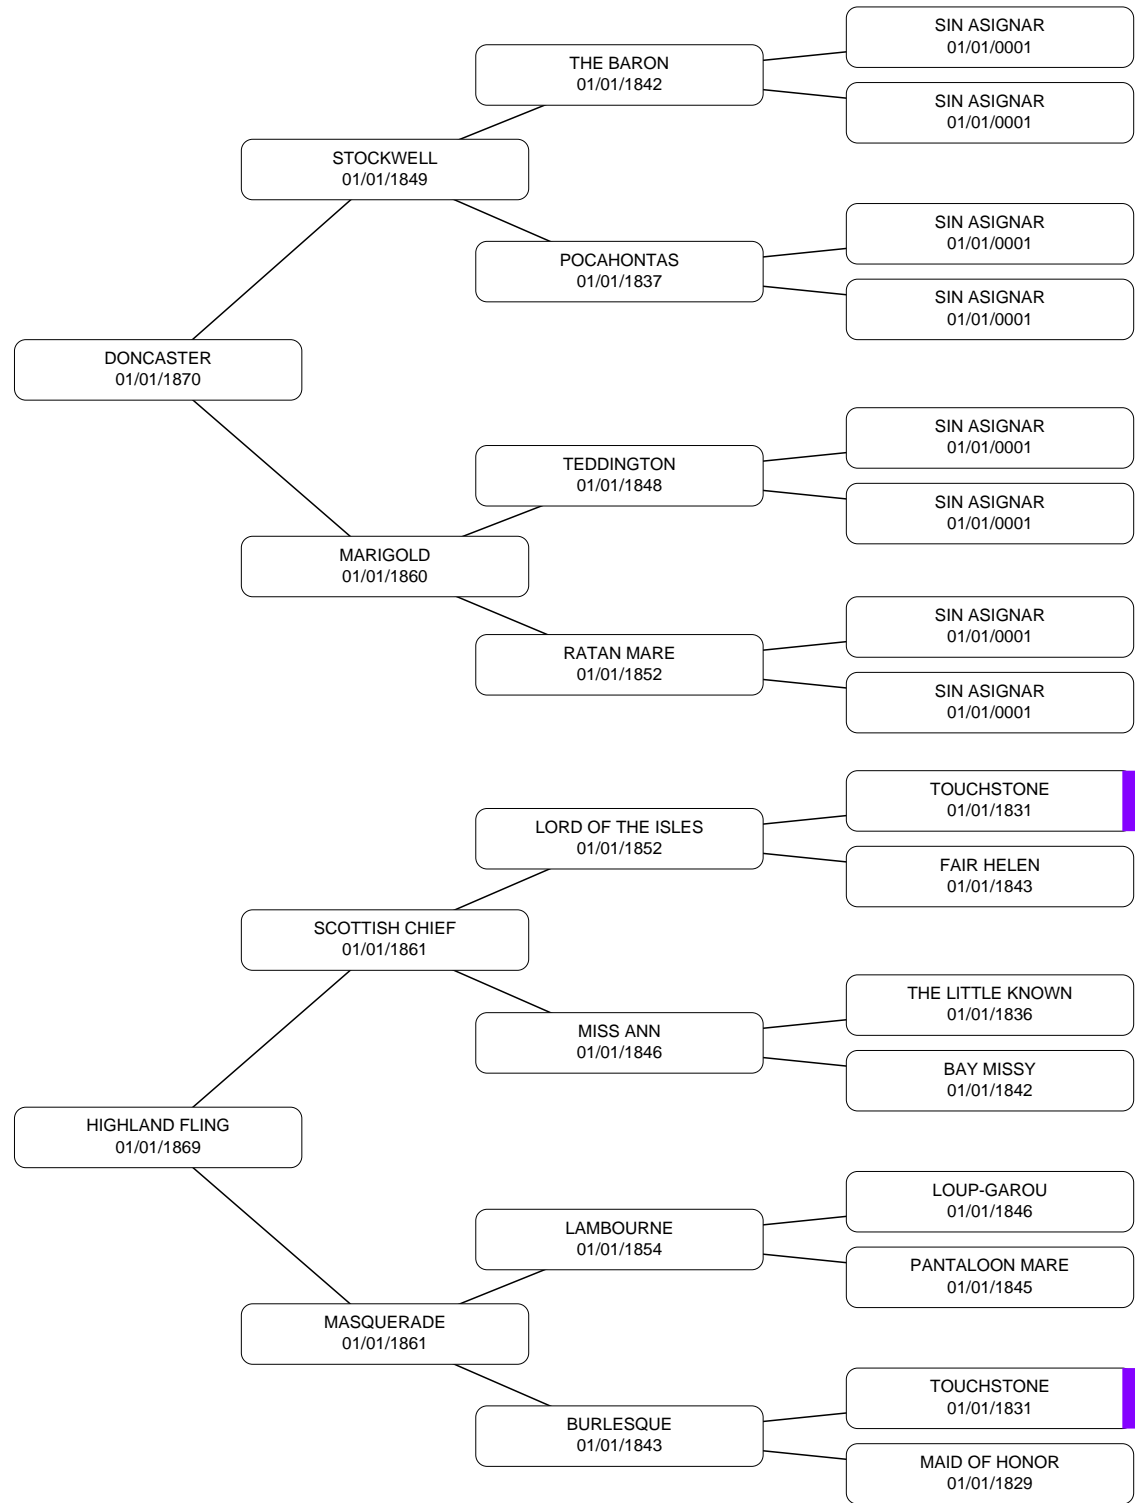 SIN ASIGNAR
01/01/0001
THE BARON
01/01/1842
SIN ASIGNAR
01/01/0001
STOCKWELL
01/01/1849
SIN ASIGNAR
01/01/0001
POCAHONTAS
01/01/1837
SIN ASIGNAR
01/01/0001
DONCASTER
01/01/1870
SIN ASIGNAR
01/01/0001
TEDDINGTON
01/01/1848
SIN ASIGNAR
01/01/0001
MARIGOLD
01/01/1860
SIN ASIGNAR
01/01/0001
RATAN MARE
01/01/1852
SIN ASIGNAR
01/01/0001
TOUCHSTONE
01/01/1831
LORD OF THE ISLES
01/01/1852
FAIR HELEN
01/01/1843
SCOTTISH CHIEF
01/01/1861
THE LITTLE KNOWN
01/01/1836
MISS ANN
01/01/1846
BAY MISSY
01/01/1842
HIGHLAND FLING
01/01/1869
LOUP-GAROU
01/01/1846
LAMBOURNE
01/01/1854
PANTALOON MARE
01/01/1845
MASQUERADE
01/01/1861
TOUCHSTONE
01/01/1831
BURLESQUE
01/01/1843
MAID OF HONOR
01/01/1829